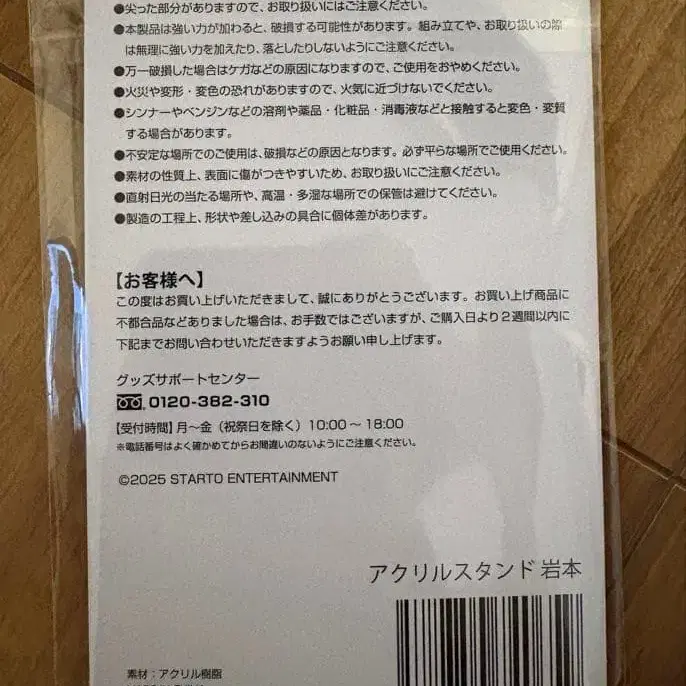 ●尖った部分がありますので、お取り扱いにはご注意ください。
●本製品は強い力が加わると、破損する可能性があります。組み立てや、お取り扱いの際
は無理に強い力を加えたり、落としたりしないようにご注意ください。
●万一破損した場合はケガなどの原因になりますので、ご使用をおやめください。
●火災や変形・変色の恐れがありますので、火気に近づけないでください。
●シンナーやベンジンなどの溶剤や薬品・化粧品・消毒液などと接触すると変色・変質
する場合があります。
●不安定な場所でのご使用は、破損などの原因となります。必ず平らな場所でご使用ください。
●素材の性質上、表面に傷がつきやすいため、お取り扱いにご注意ください。
●直射日光の当たる場所や、高温・多湿な場所での保管は避けてください。
●製造の工程上、形状や差し込みの具合に個体差があります。
【お客様へ】
この度はお買い上げいただきまして、誠にありがとうございます。お買い上げ商品に
不都合品などありました場合は、お手数ではございますが、ご購入日より2週間以内に
下記までお問い合わせいただきますようお願い申し上げます。
グッズサポートセンター
0120-382-310
【受付時間】月〜金（祝祭日を除く）10:00〜18:00
※電話番号はよく確かめてからお間違いのないようにご注意ください。
©2025 STARTO ENTERTAINMENT
アクリルスタンド 岩本
素材：アクリル樹脂